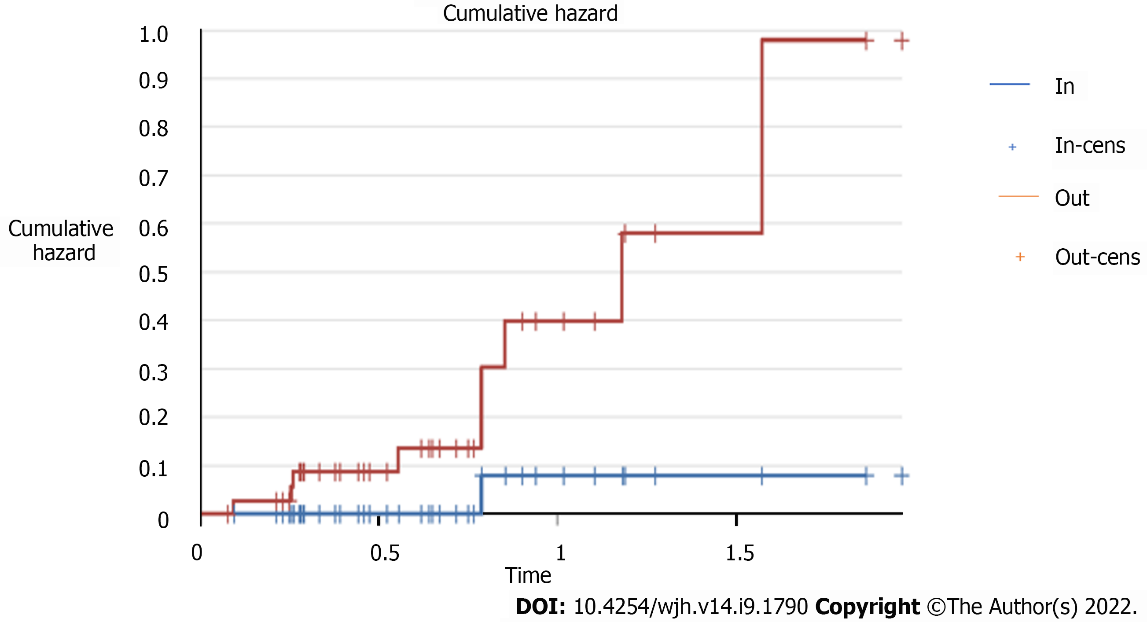 Cumulative hazard
1.0
0.9
0.8
0.7
0.6
0.5
0.4
0.3
0.2
0.1
0
Cumulative
hazard
0 0.5 1 1.5
Time
In
In-cens
Out
Out-cens
DOI: 10.4254/wjh.v14.i9.1790 Copyright ©The Author(s) 2022.